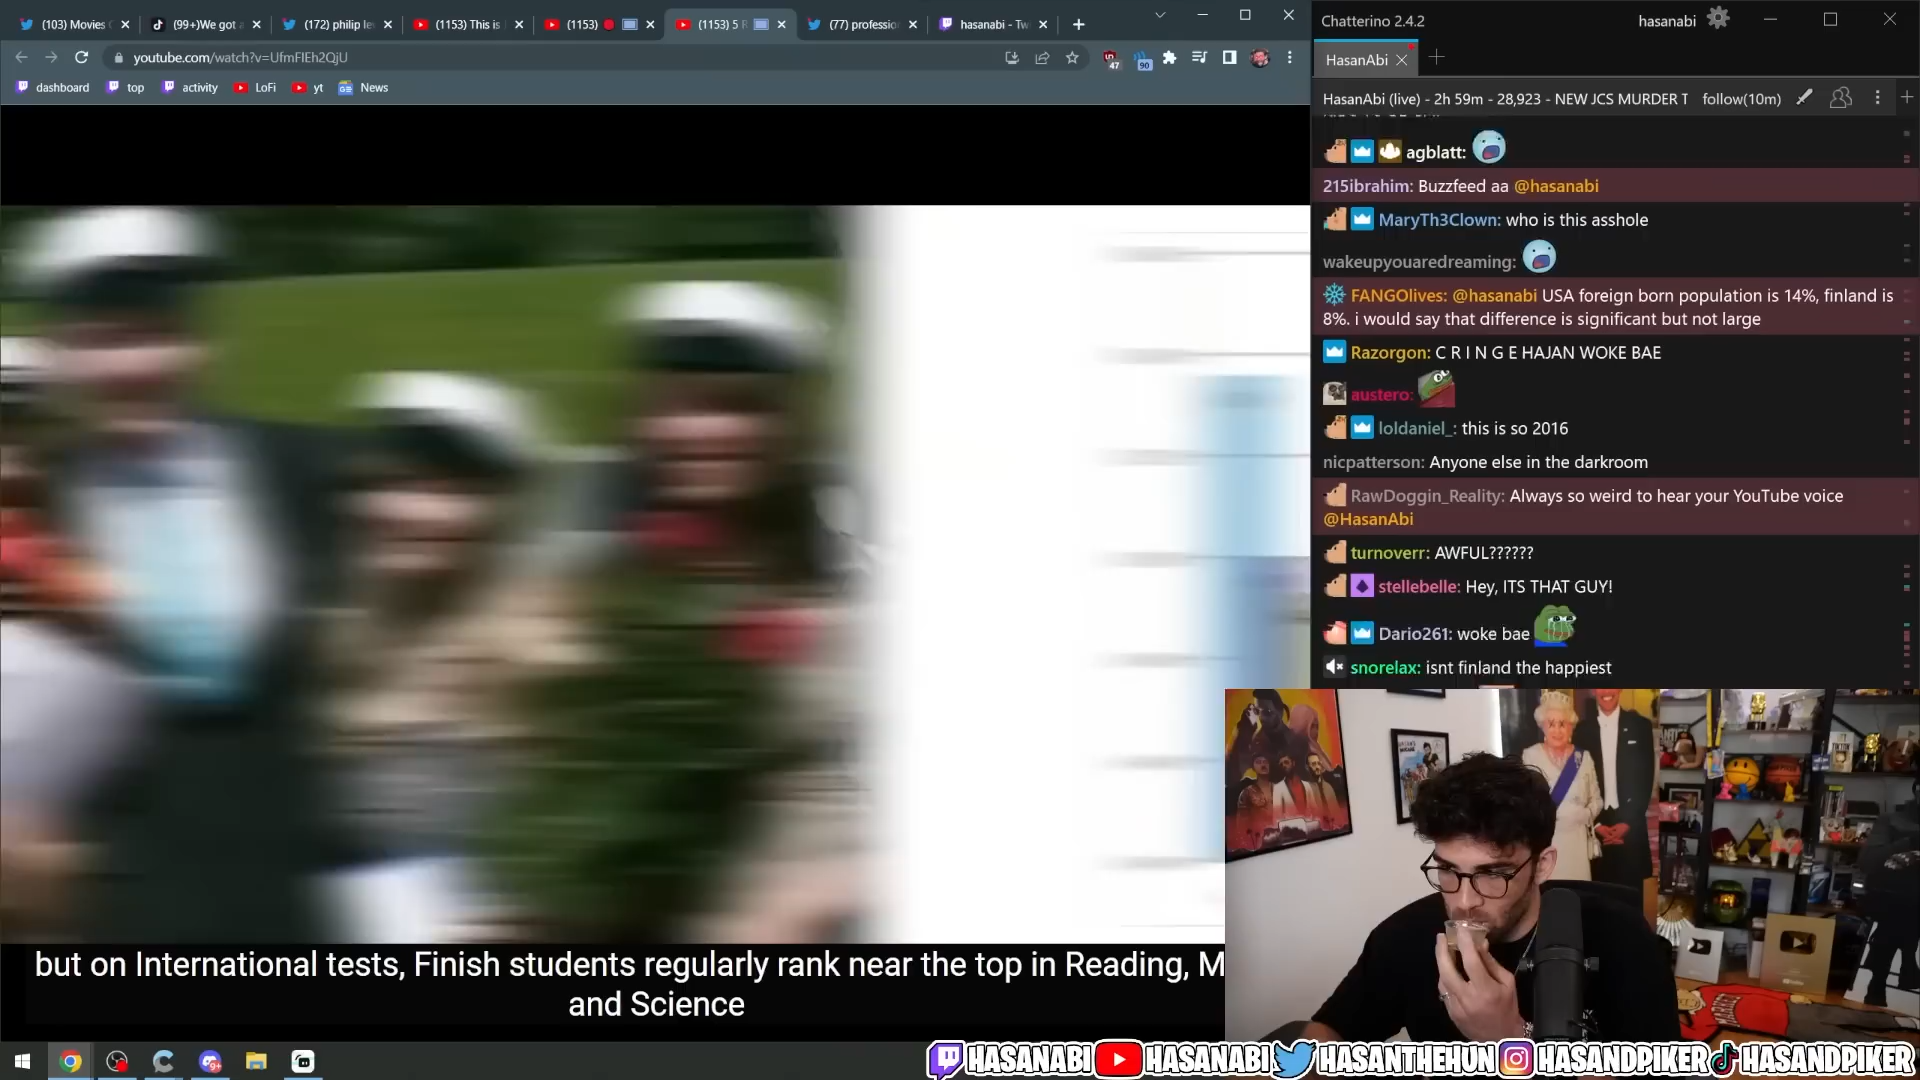 (103) Movies
(99+)We got a
(172) philip le
(1153) This is
(1153)
(1153) 5 R
(77) professio
hasanabi - Tw
youtube.com/watch?v=UfmFIEh2QjU
47
90
dashboard
top
activity
LoFi
yt
News
but on International tests, Finish students regularly rank near the top in Reading, M
and Science
Chatterino 2.4.2
hasanabi
HasanAbi
HasanAbi (live) - 2h 59m - 28,923 - NEW JCS MURDER T
follow(10m)
agblatt:
215ibrahim: Buzzfeed aa @hasanabi
MaryTh3Clown: who is this asshole
wakeupyouaredreaming:
FANGOlives: @hasanabi USA foreign born population is 14%, finland is
8%. i would say that difference is significant but not large
Razorgon: C R I N G E HAJAN WOKE BAE
austero:
loldaniel_: this is so 2016
nicpatterson: Anyone else in the darkroom
RawDoggin_Reality: Always so weird to hear your YouTube voice
@HasanAbi
turnoverr: AWFUL??????
stellebelle: Hey, ITS THAT GUY!
Dario261: woke bae
snorelax: isnt finland the happiest
HASANABI
HASANABI
HASANTHEHUN
HASANDPIKER
HASANDPIKER